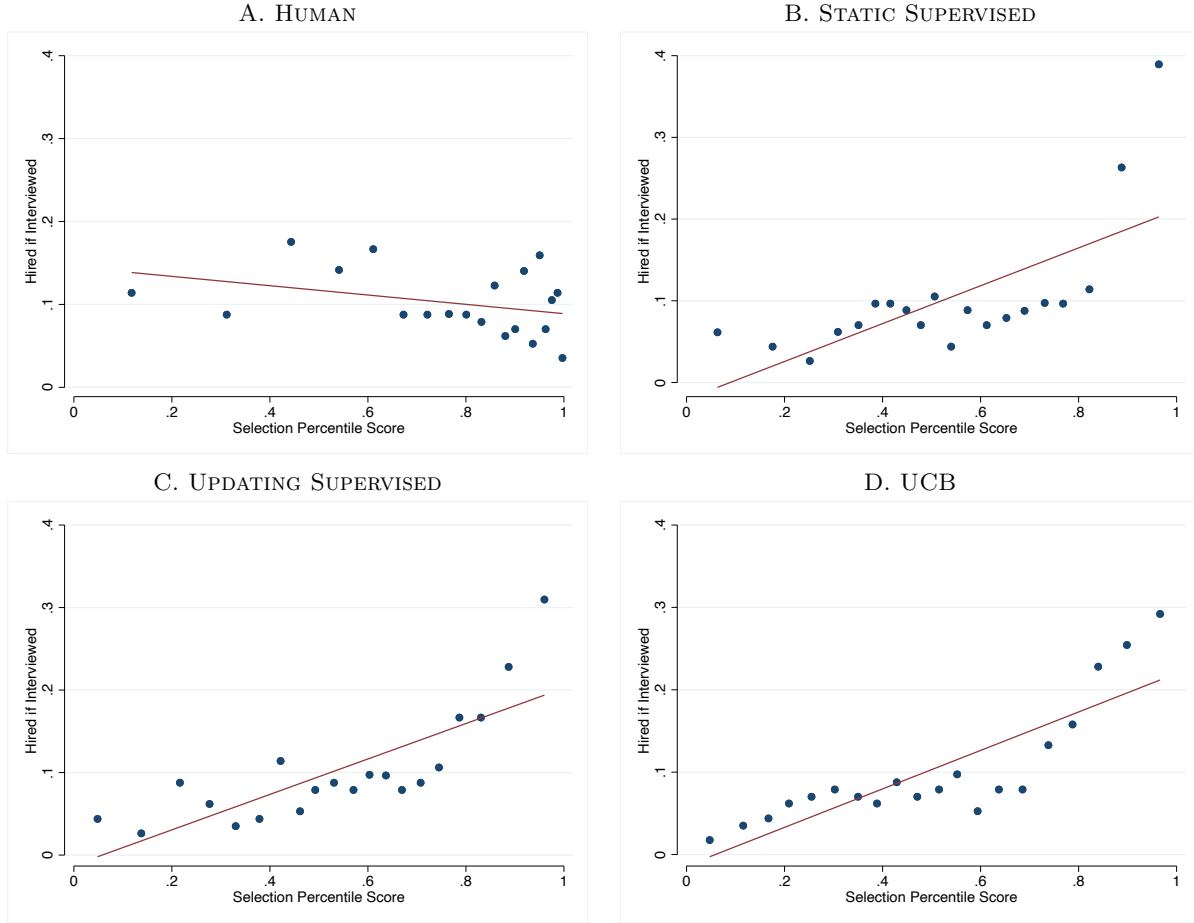 A. HUMAN
.4
.3
.2
.1
0
Hired if Interviewed
0 .2 .4 .6 .8 1
Selection Percentile Score
B. STATIC SUPERVISED
.4
.3
.2
.1
0
Hired if Interviewed
0 .2 .4 .6 .8 1
Selection Percentile Score
C. UPDATING SUPERVISED
.4
.3
.2
.1
0
Hired if Interviewed
0 .2 .4 .6 .8 1
Selection Percentile Score
D. UCB
.4
.3
.2
.1
0
Hired if Interviewed
0 .2 .4 .6 .8 1
Selection Percentile Score